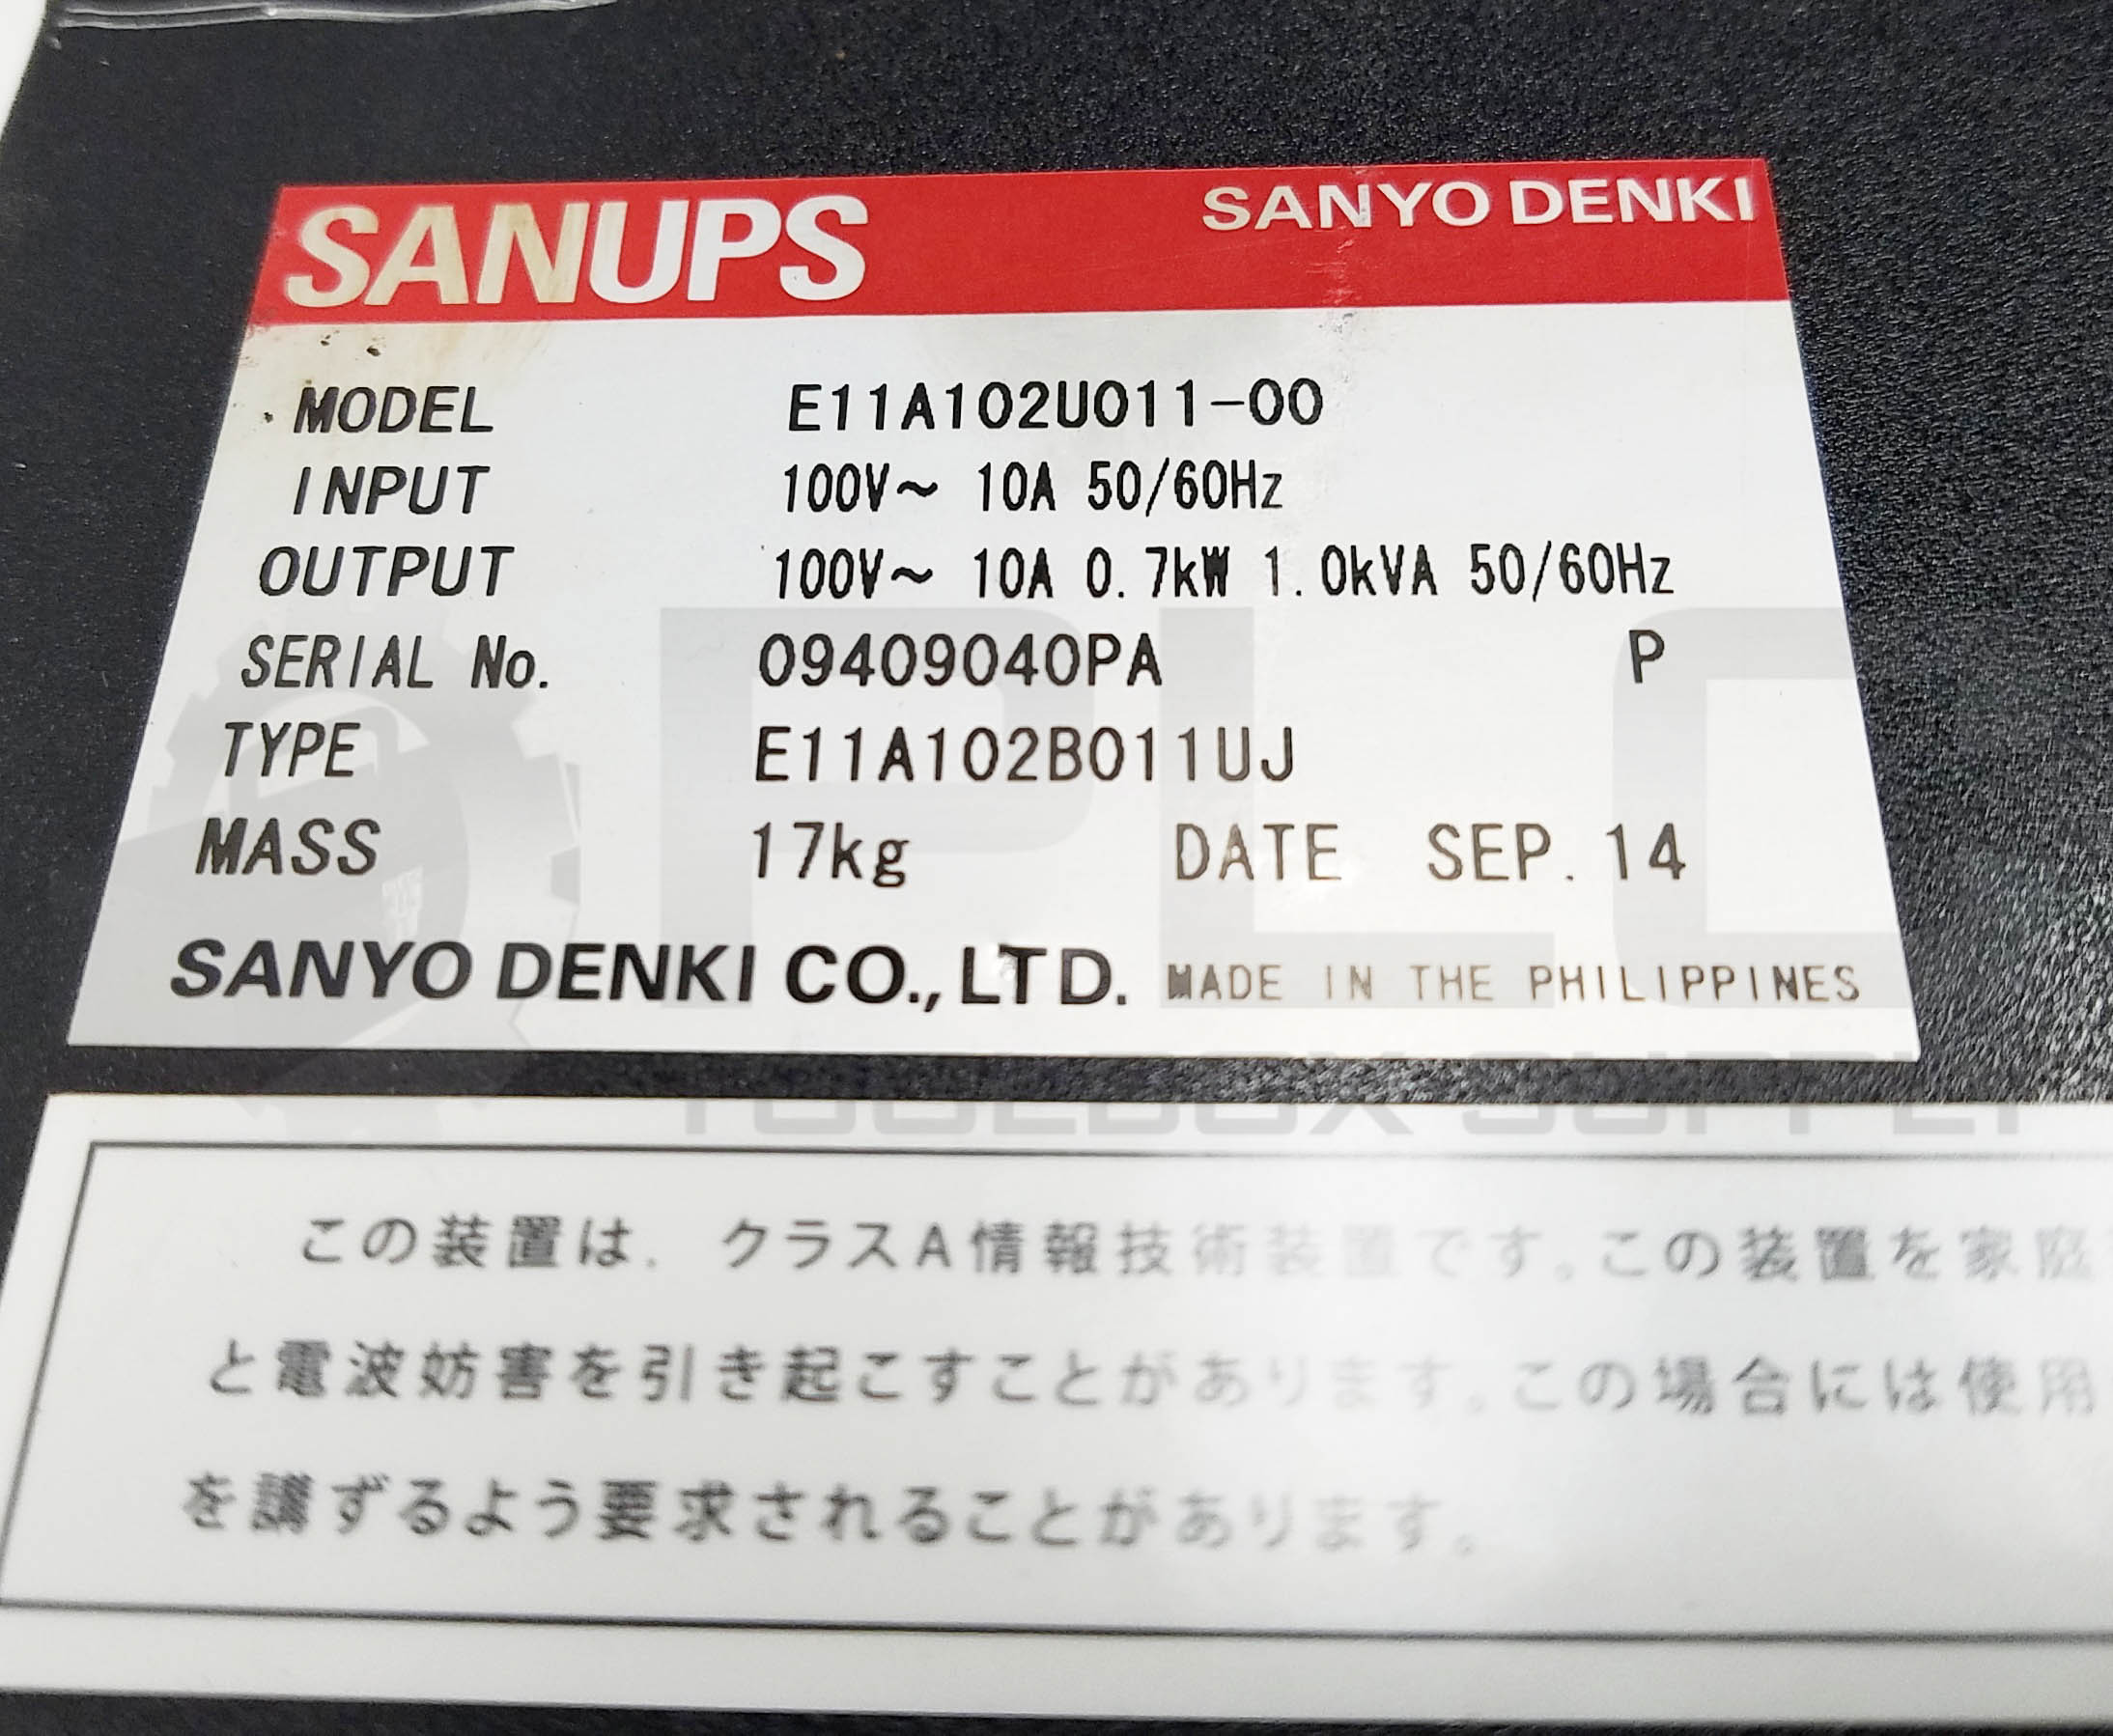 SANUPS SANYO DENKI
MODEL E11A102U011-00
INPUT 100V～ 10A 50/60Hz
OUTPUT 100V～ 10A 0.7kW 1.0kVA 50/60Hz
SERIAL No. 09409040PA P
TYPE E11A102B011UJ
MASS 17kg DATE SEP.14
SANYO DENKI CO.,LTD. MADE IN THE PHILIPPINES
PLC
TOOLBOX SUPPLY
この装置は，クラスA情報技術装置です。この装置を家庭
と電波妨害を引き起こすことがあります。この場合には使用
を講ずるよう要求されることがあります。